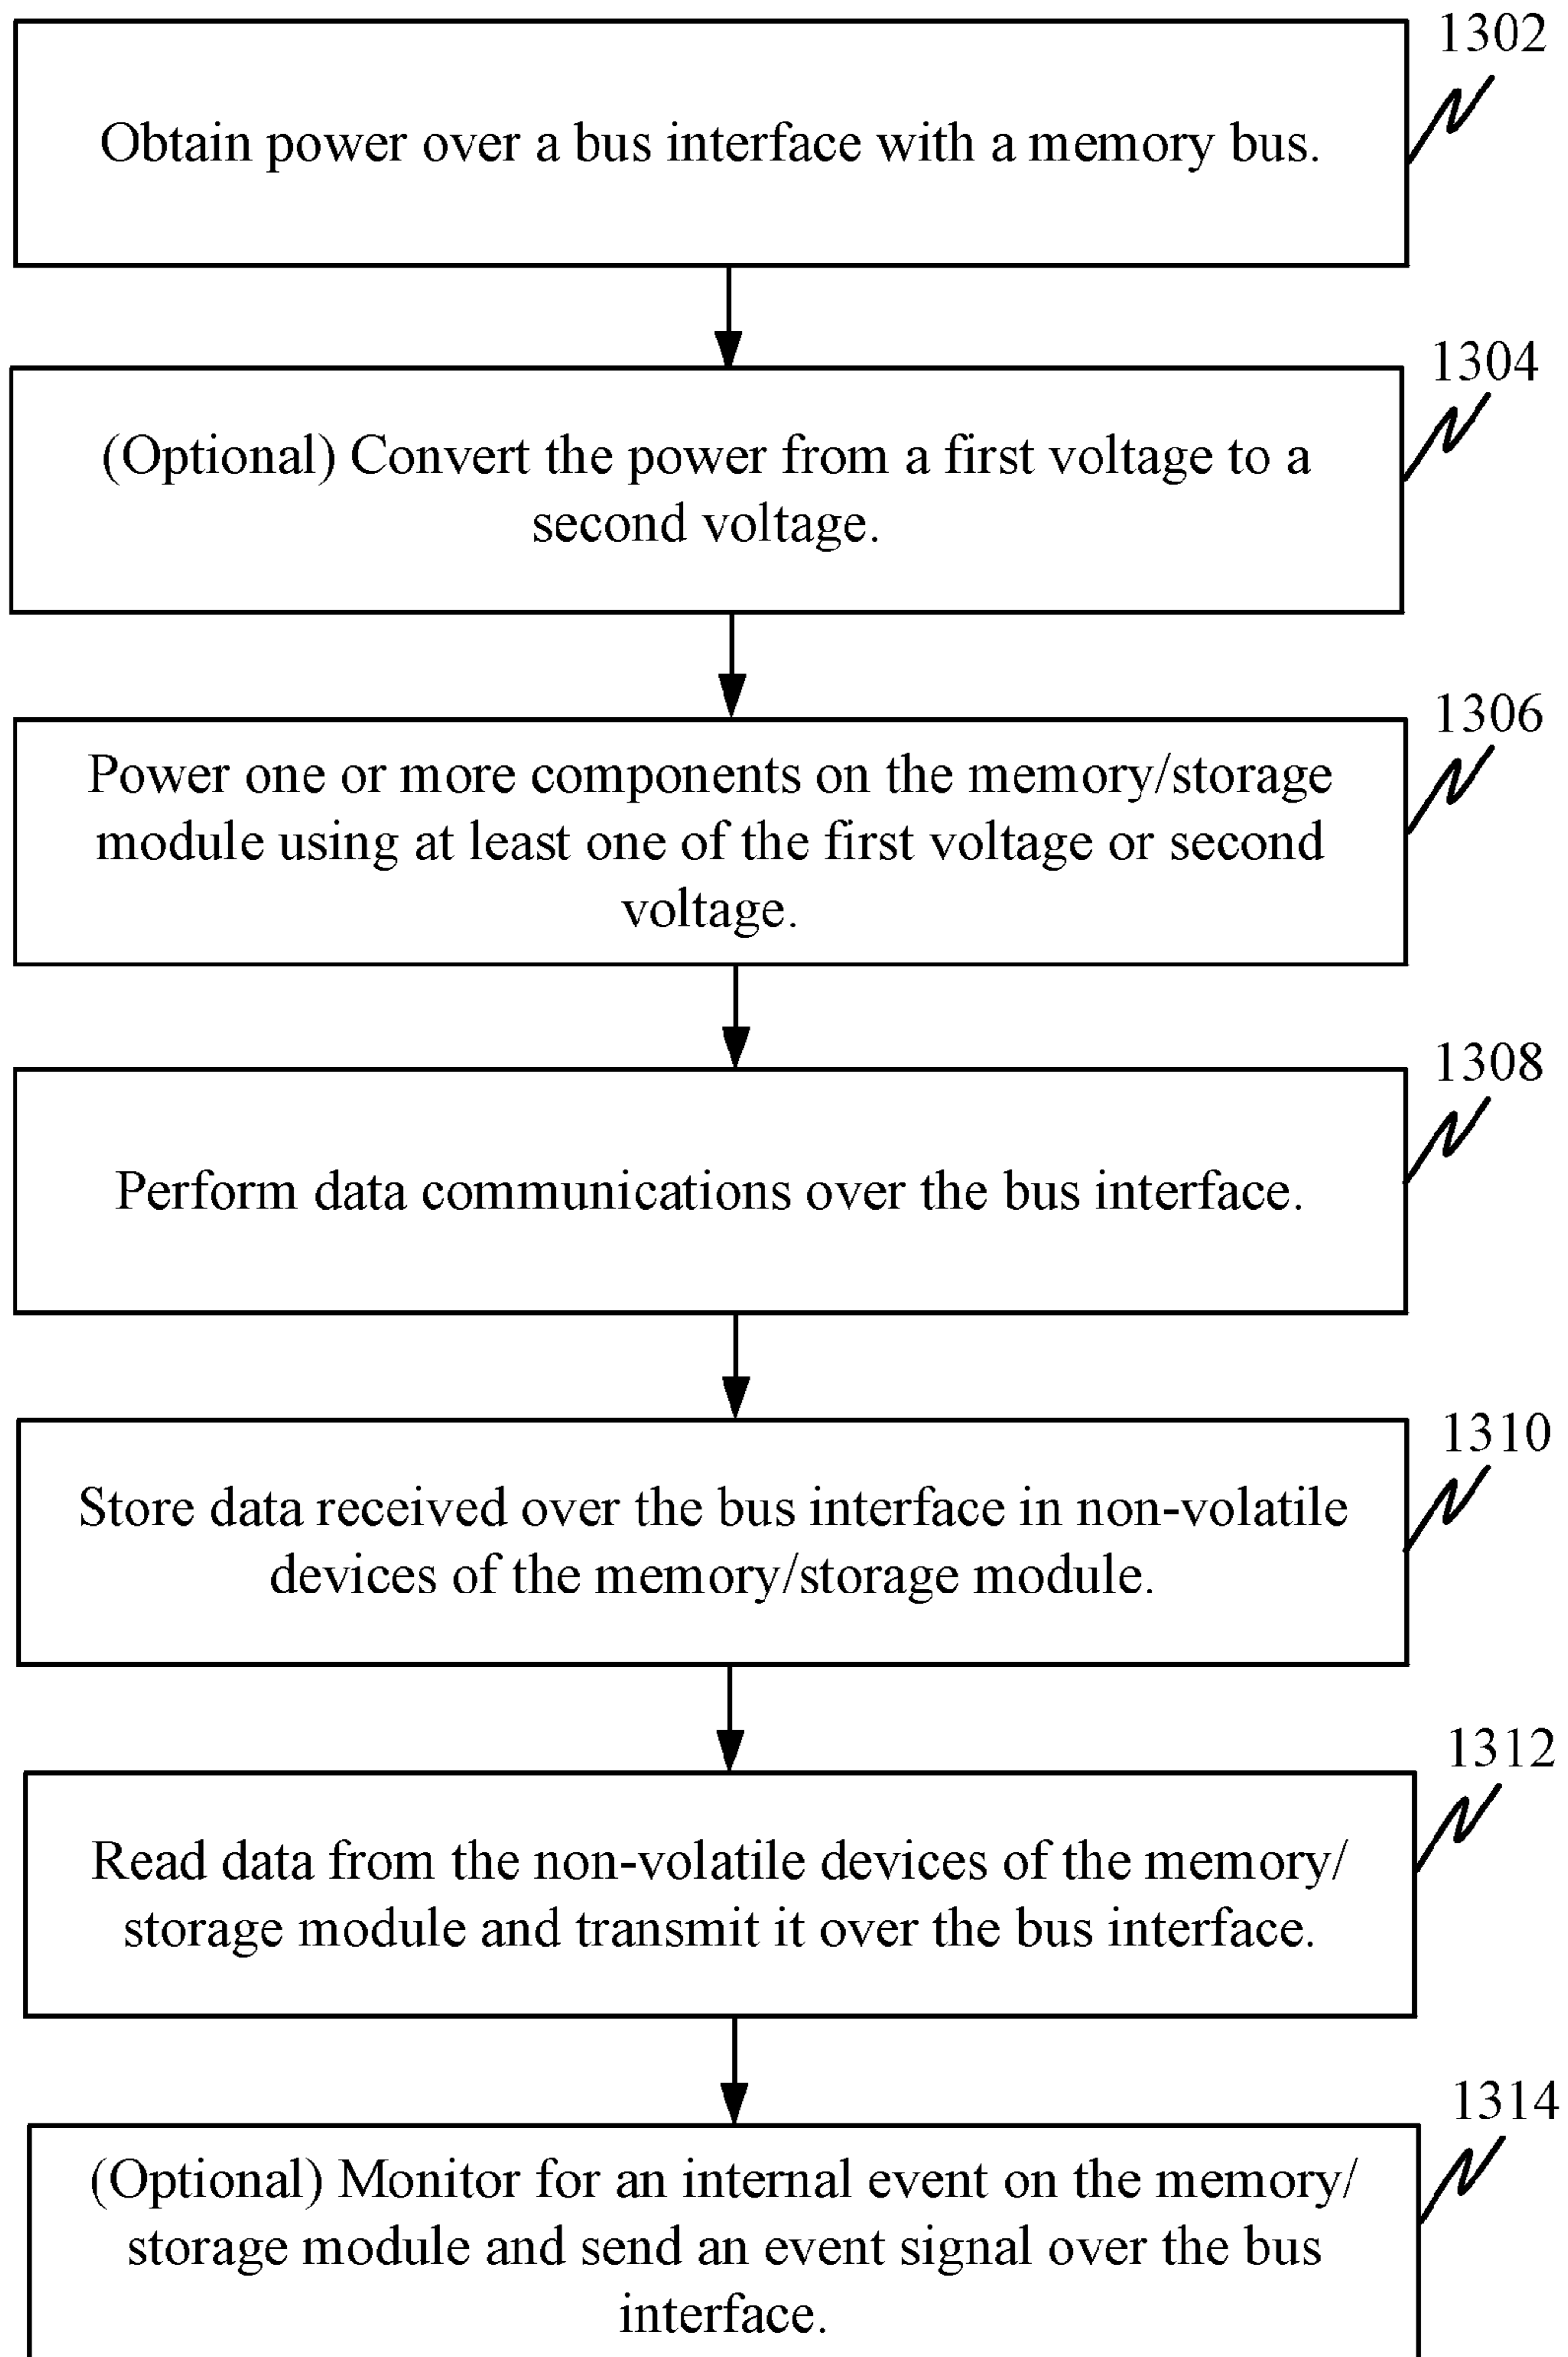 1302
Obtain power over a bus interface with a memory bus.
1304
(Optional) Convert the power from a first voltage to a
second voltage.
1306
Power one or more components on the memory/storage
module using at least one of the first voltage or second
voltage.
1308
Perform data communications over the bus interface.
1310
Store data received over the bus interface in non-volatile
devices of the memory/storage module.
1312
Read data from the non-volatile devices of the memory/
storage module and transmit it over the bus interface.
1314
(Optional) Monitor for an internal event on the memory/
storage module and send an event signal over the bus
interface.